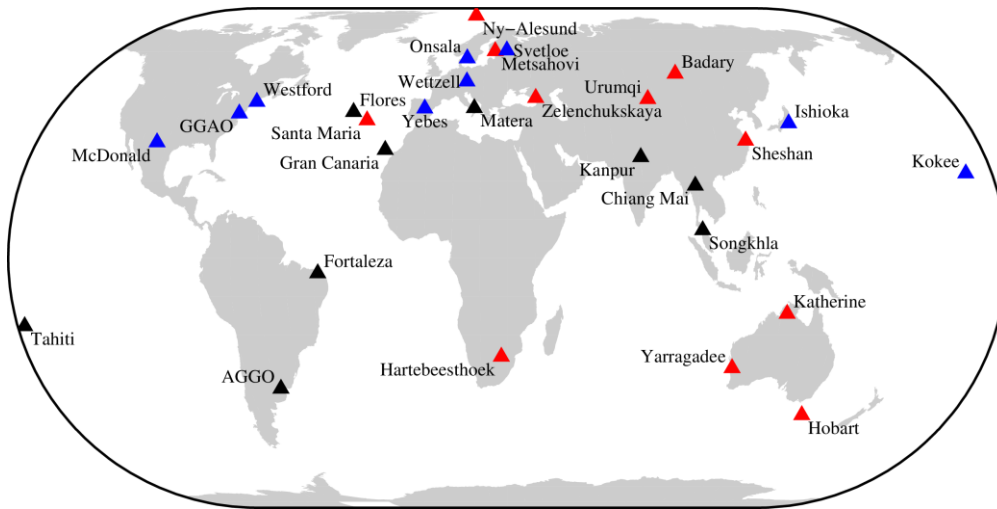 Ny-Alesund
Onsala
Svetloe
Metsahovi
Badary
Wettzell
Urumqi
Westford
Flores
Zelenchukskaya
Ishioka
GGAO
Santa Maria
Yebes
Matera
McDonald
Gran Canaria
Sheshan
Kanpur
Kokee
Chiang Mai
Songkhla
Fortaleza
Katherine
Tahiti
Yarragadee
Hartebeesthoek
AGGO
Hobart